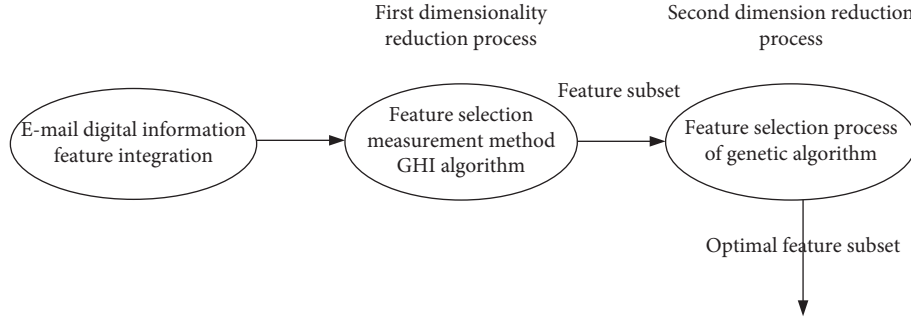 First dimensionality
reduction process
Second dimension reduction
process
E-mail digital information
feature integration
Feature selection
measurement method
GHI algorithm
Feature subset
Feature selection process
of genetic algorithm
Optimal feature subset